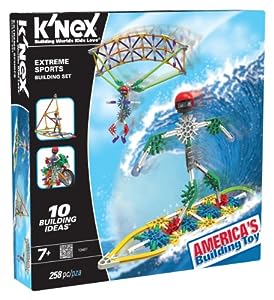 K'NEX
Building Worlds Kids Love
EXTREME
SPORTS
BUILDING SET
10
BUILDING
IDEAS
7+
258 pc/pza
AMERICA'S
Building Toy
K'NEX